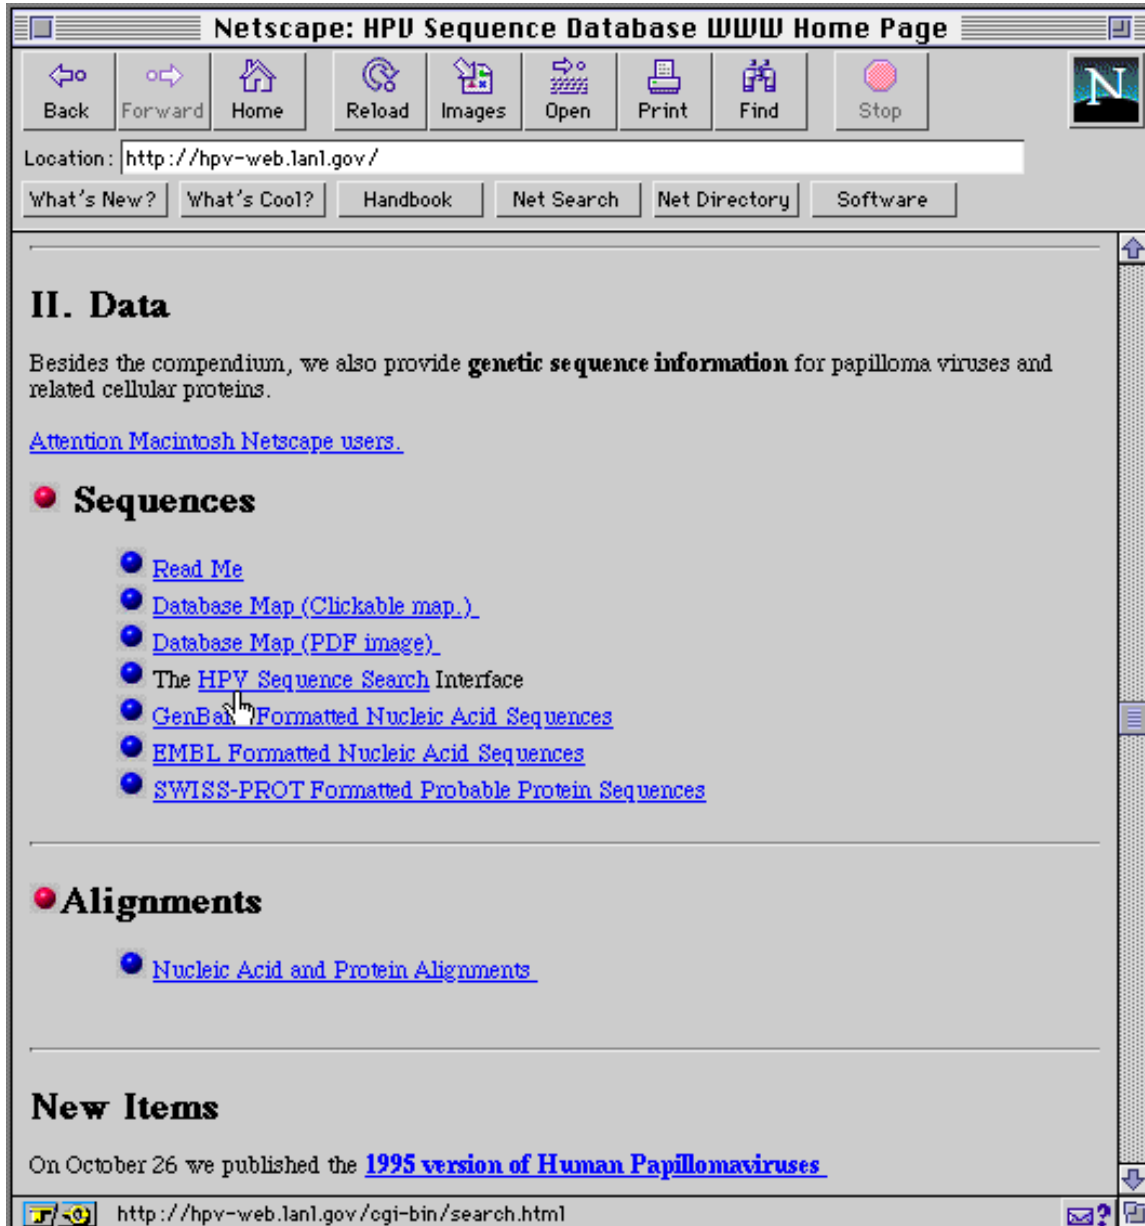 Netscape: HPV Sequence Database WWW Home Page
Back Forward Home Reload Images Open Print Find Stop
N
Location: http://hpv-web.lanl.gov/
What's New? What's Cool? Handbook Net Search Net Directory Software
II. Data
Besides the compendium, we also provide genetic sequence information for papilloma viruses and
related cellular proteins.
Attention Macintosh Netscape users.
Sequences
Read Me
Database Map (Clickable map.)
Database Map (PDF image)
The HPV Sequence Search Interface
Formatted Nucleic Acid Sequences
EMBL Formatted Nucleic Acid Sequences
SWISS-PROT Formatted Probable Protein Sequences
Alignments
Nucleic Acid and Protein Alignments
New Items
On October 26 we published the 1995 version of Human Papillomaviruses
http://hpv-web.lanl.gov/cgi-bin/search.html
?